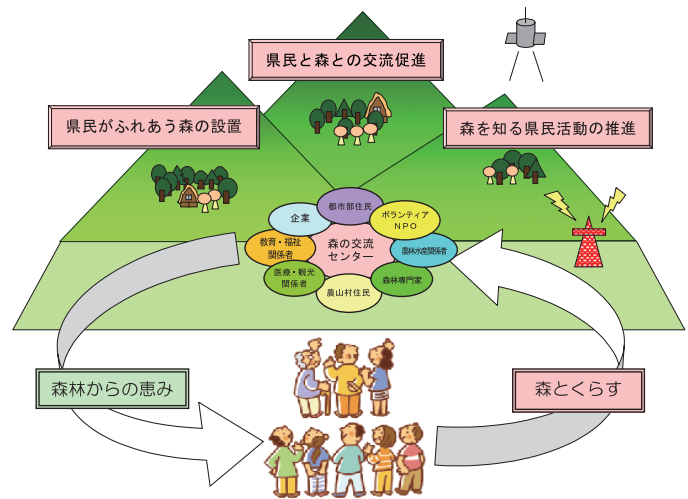 県民と森との交流促進
県民がふれあう森の設置
森を知る県民活動の推進
都市部住民
企業
ボランティア
NPO
教育・福祉
関係者
森の交流
センター
農林水産関係者
医療・観光
関係者
森林専門家
農山村住民
森林からの恵み
森とくらす